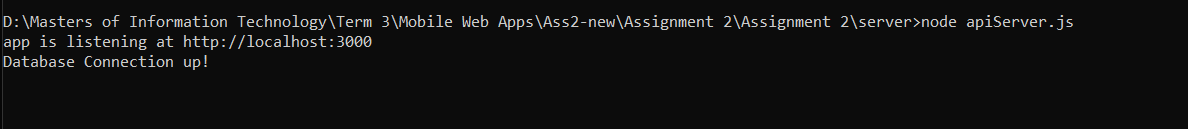 D:\Masters of Information Technology\Term 3\Mobile Web Apps\Ass2-new\Assignment 2\Assignment 2\server>node apiServer.js
app is listening at http://localhost:3000
Database Connection up!